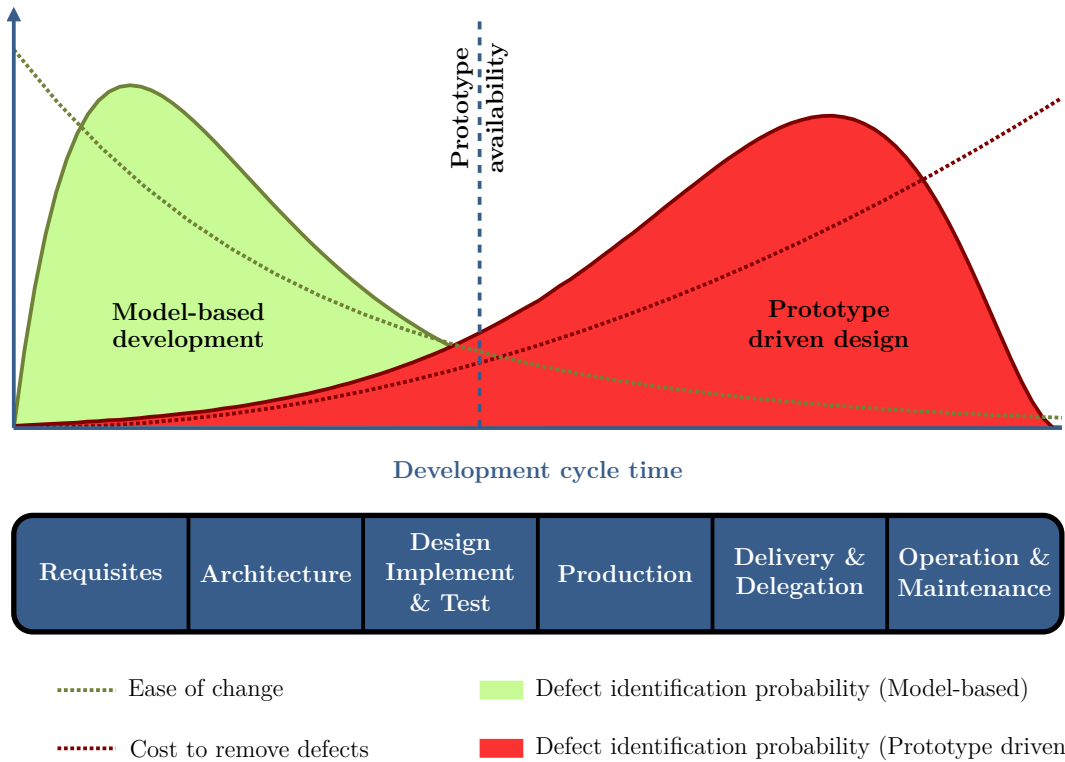 Prototype
availability
Model-based
development
Prototype
driven design
Development cycle time
Requisites
Architecture
Design
Implement
& Test
Production
Delivery &
Delegation
Operation &
Maintenance
Ease of change
Defect identification probability (Model-based)
Cost to remove defects
Defect identification probability (Prototype driven